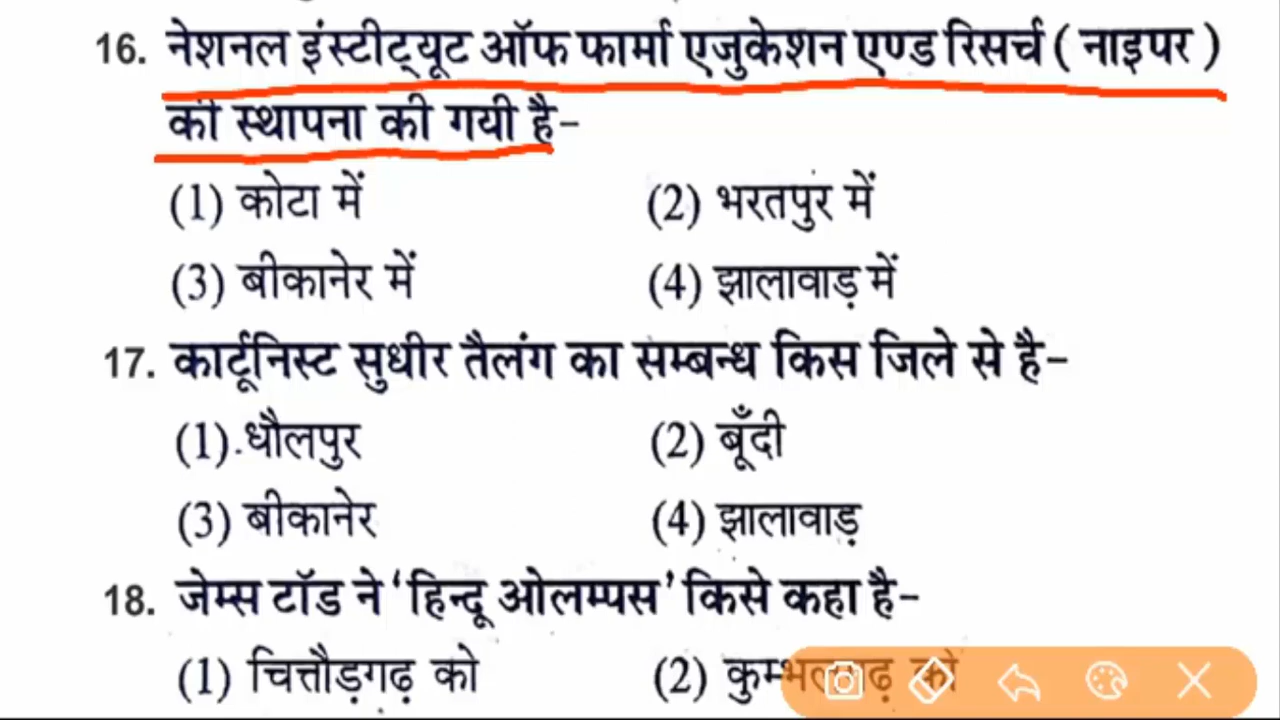 16. नेशनल इंस्टीट्यूट ऑफ फार्मा एजुकेशन एण्ड रिसर्च ( नाइपर )
की स्थापना की गयी है-
(1) कोटा में (2) भरतपुर में
(3) बीकानेर में (4) झालावाड़ में
17. कार्टूनिस्ट सुधीर तैलंग का सम्बन्ध किस जिले से है-
(1) धौलपुर (2) बूँदी
(3) बीकानेर (4) झालावाड़
18. जेम्स टॉड ने ‘हिन्दू ओलम्पस’ किसे कहा है-
(1) चित्तौड़गढ़ को (2) कुम्भलगढ़ को